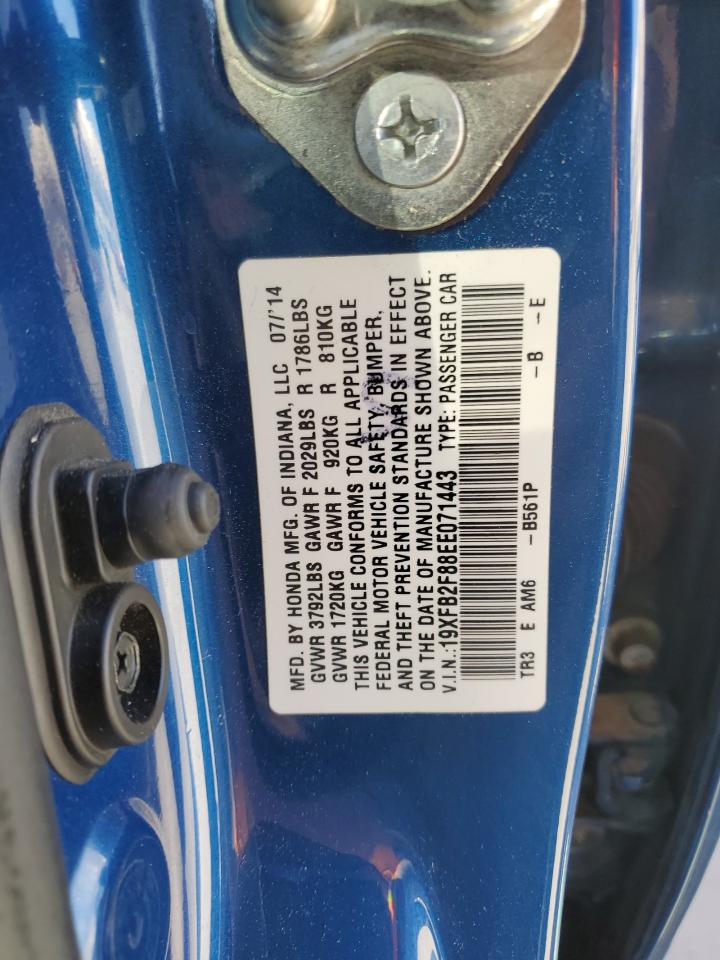 MFD. BY HONDA MFG. OF INDIANA, LLC 07/'14
GVWR 3792LBS GAWR F 2029LBS R 1786LBS
GVWR 1720KG GAWR F 920KG R 810KG
THIS VEHICLE CONFORMS TO ALL APPLICABLE
FEDERAL MOTOR VEHICLE SAFETY, BUMPER,
AND THEFT PREVENTION STANDARDS IN EFFECT
ON THE DATE OF MANUFACTURE SHOWN ABOVE.
V.I.N.:19XFB2F88EE071443 TYPE: PASSENGER CAR
TR3 E AM6 -B561P -B -E